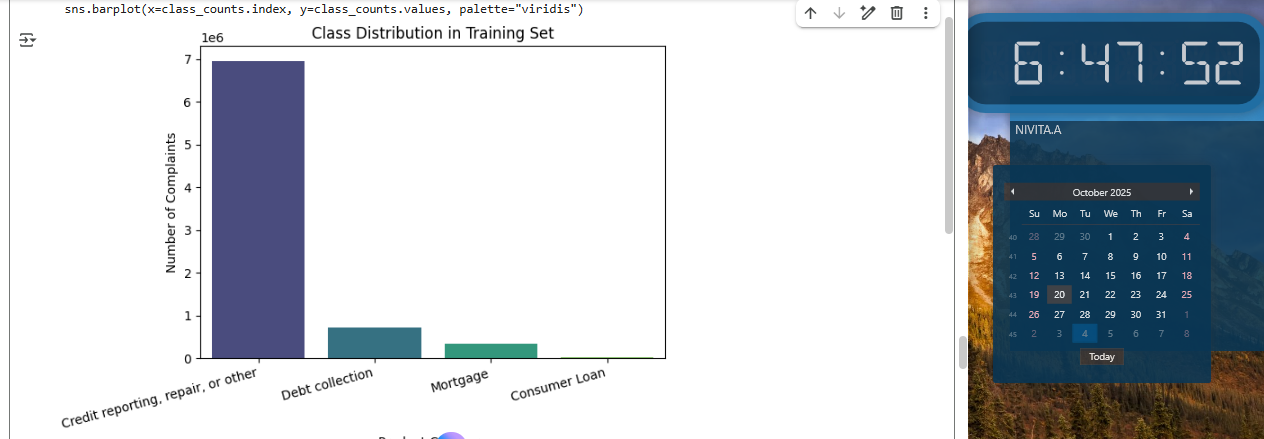 sns.barplot(x=class_counts.index, y=class_counts.values, palette="viridis")
Class Distribution in Training Set
1e6
7
6
5
4
3
2
1
0
Number of Complaints
Credit reporting, repair, or other
Debt collection
Mortgage
Consumer Loan
6:47:52
NIVITA.A
October 2025
Su Mo Tu We Th Fr Sa
40 28 29 30 1 2 3 4
41 5 6 7 8 9 10 11
42 12 13 14 15 16 17 18
43 19 20 21 22 23 24 25
44 26 27 28 29 30 31 1
45 2 3 4 5 6 7 8
Today